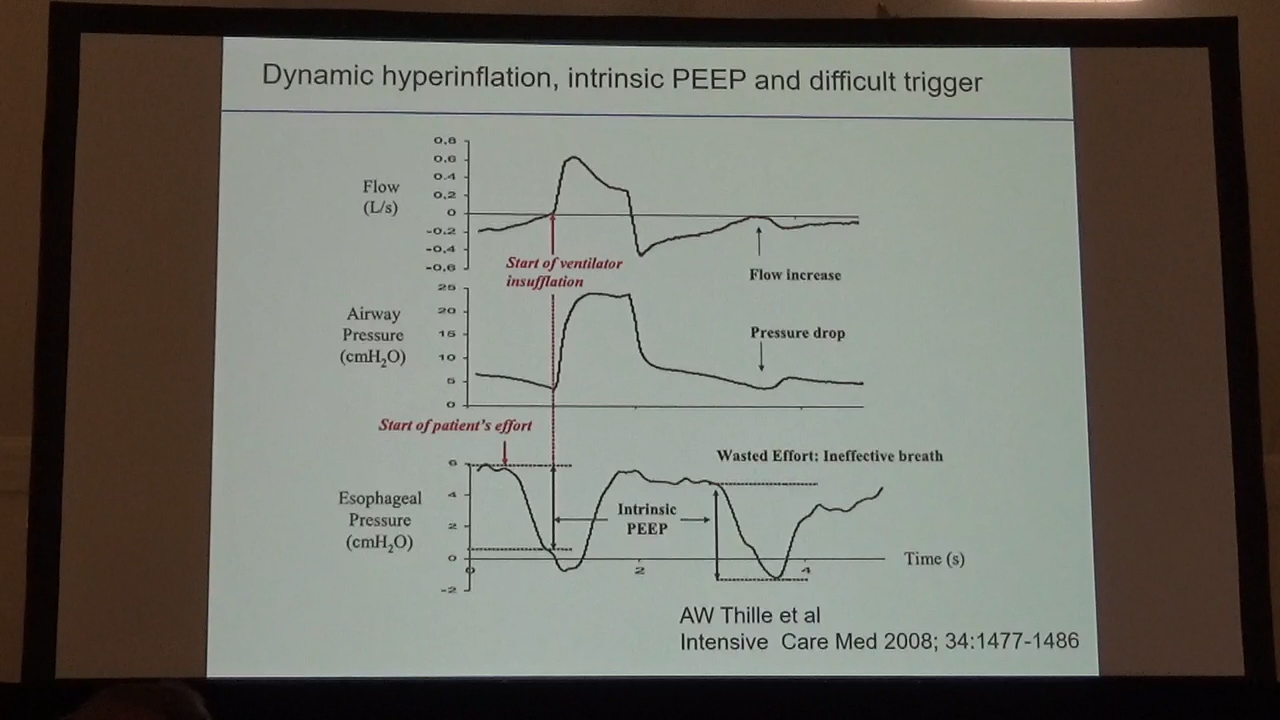 Dynamic hyperinflation, intrinsic PEEP and difficult trigger
0.8
0.6
0.4
0.2
0
-0.2
-0.4
-0.6
Flow
(L/s)
Start of ventilator
insufflation
Flow increase
25
20
15
10
5
0
Airway
Pressure
(cmH₂O)
Pressure drop
Start of patient's effort
Wasted Effort: Ineffective breath
6
4
2
0
-2
Esophageal
Pressure
(cmH₂O)
Intrinsic
PEEP
0
2
4
Time (s)
AW Thille et al
Intensive Care Med 2008; 34:1477-1486